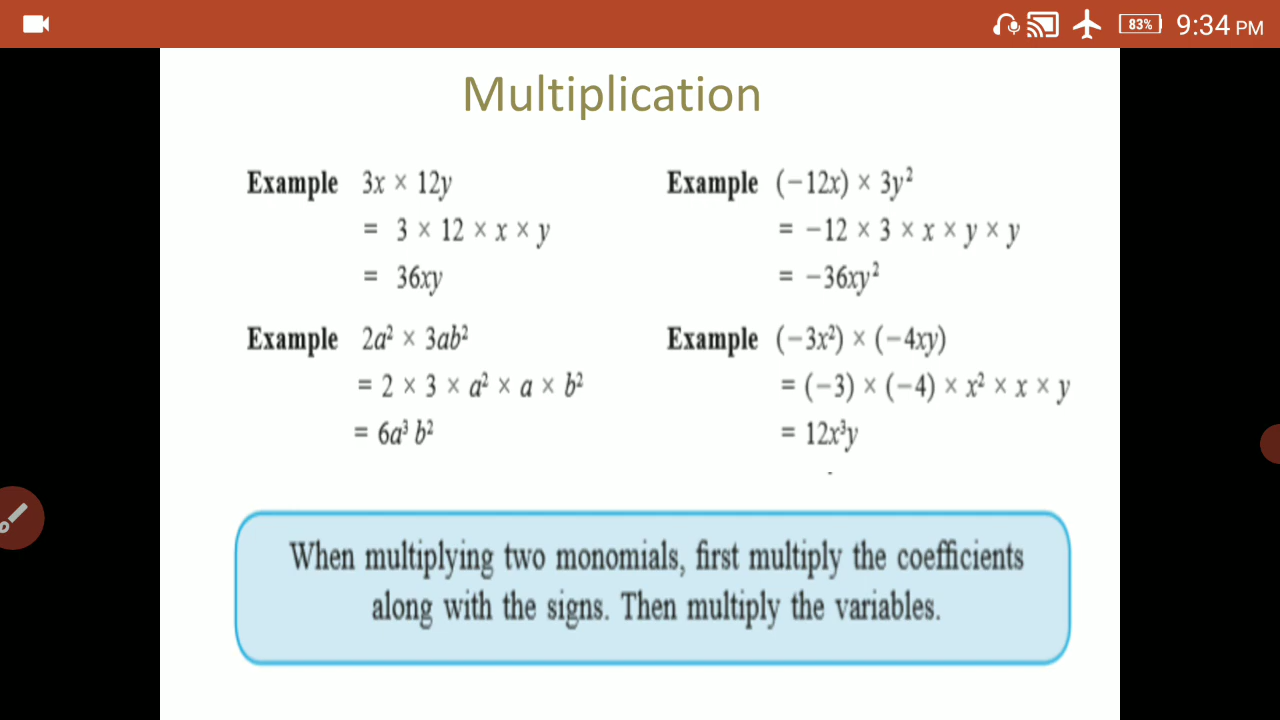 83% 9:34 PM
Multiplication
Example 3x × 12y
= 3 × 12 × x × y
= 36xy
Example (−12x) × 3y²
= −12 × 3 × x × y × y
= −36xy²
Example 2a² × 3ab²
= 2 × 3 × a² × a × b²
= 6a³ b²
Example (−3x²) × (−4xy)
= (−3) × (−4) × x² × x × y
= 12x³y
When multiplying two monomials, first multiply the coefficients
along with the signs. Then multiply the variables.